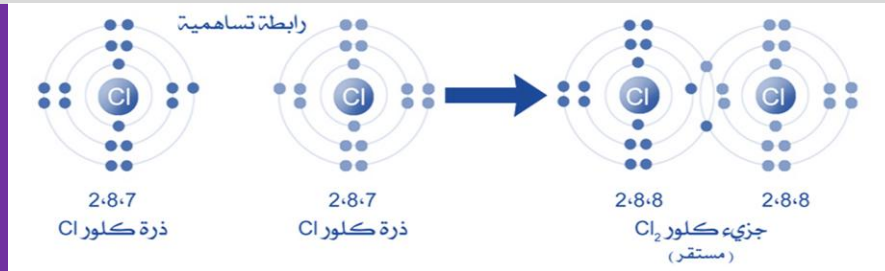 رابطة تساهمية
Cl
Cl
Cl
Cl
2،8،7
2،8،7
2،8،8
2،8،8
ذرة كلور Cl
ذرة كلور Cl
جزيء كلور Cl₂
(مستقر)